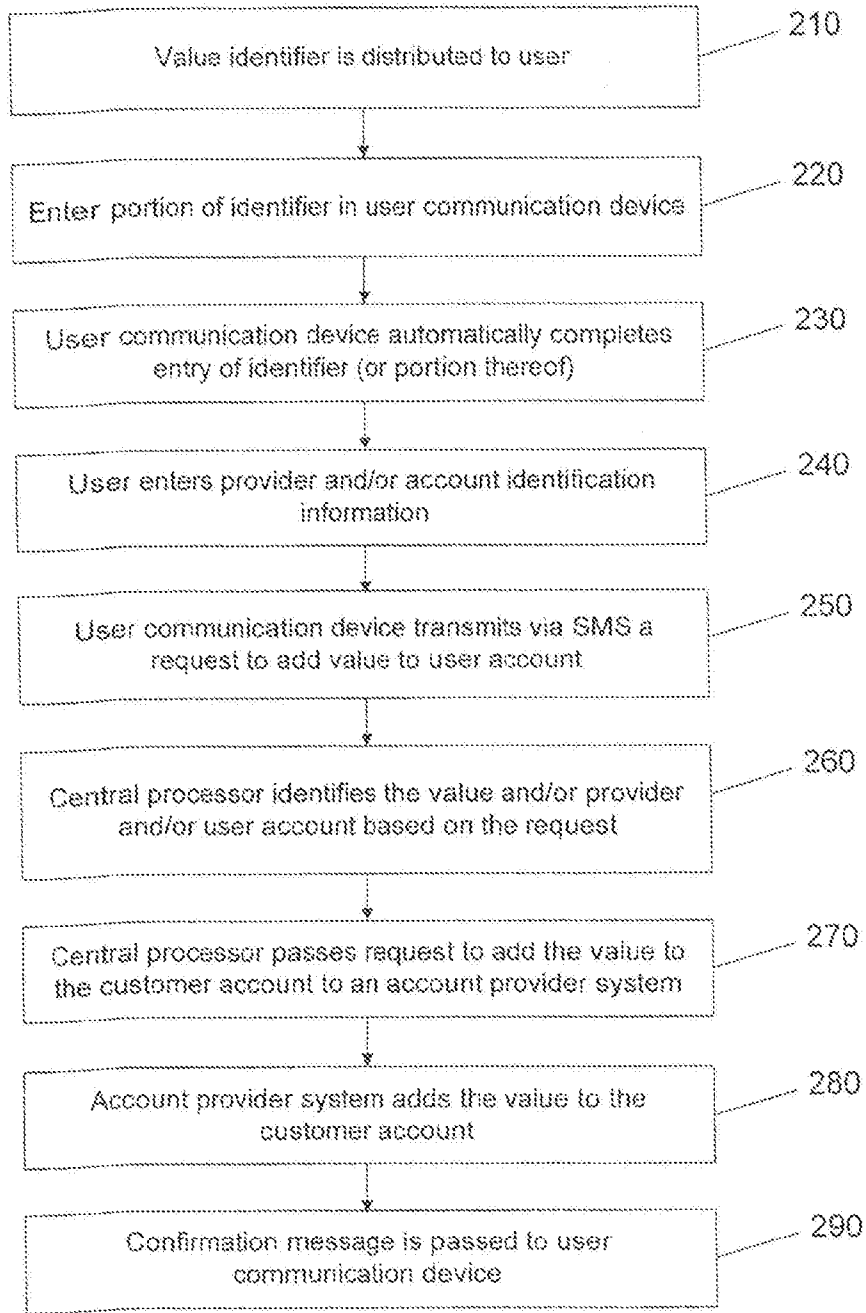 210
Value identifier is distributed to user
220
Enter portion of identifier in user communication device
230
User communication device automatically completes
entry of identifier (or portion thereof)
240
User enters provider and/or account identification
information
250
User communication device transmits via SMS a
request to add value to user account
260
Central processor identifies the value and/or provider
and/or user account based on the request
270
Central processor passes request to add the value to
the customer account to an account provider system
280
Account provider system adds the value to the
customer account
290
Confirmation message is passed to user
communication device